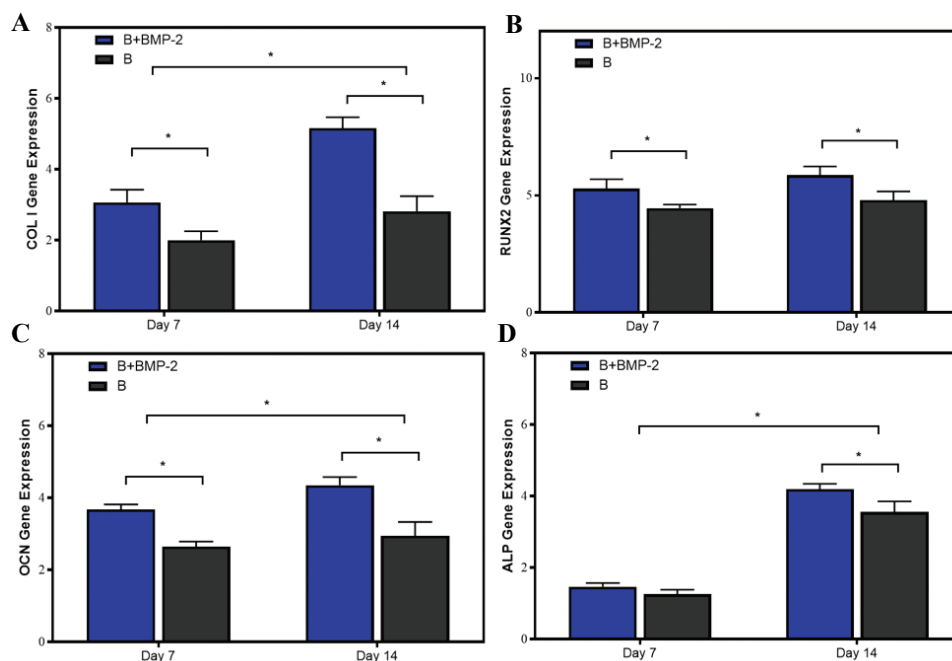 A
COL I Gene Expression
8
6
4
2
0
B+BMP-2
B
*
*
*
Day 7
Day 14
B
RUNX2 Gene Expression
10
5
0
B+BMP-2
B
*
*
Day 7
Day 14
C
OCN Gene Expression
8
6
4
2
0
B+BMP-2
B
*
*
*
Day 7
Day 14
D
ALP Gene Expression
8
6
4
2
0
B+BMP-2
B
*
*
Day 7
Day 14